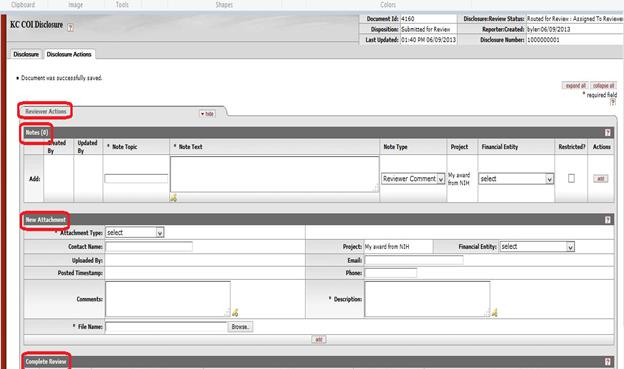 Clipboard Image Tools Shapes Colors
KC COI Disclosure
Document Id: 4160 Disclosure:Review Status: Routed for Review : Assigned To Reviewer
Disposition: Submitted for Review Reporter:Created: byler:06/09/2013
Last Updated: 01:40 PM 06/09/2013 Disclosure Number: 1000000001
Disclosure Disclosure Actions
Document was successfully saved.
expand all collapse all
* required field
?
Reviewer Actions ▾ hide
Notes (0) ?
Created By Updated By * Note Topic * Note Text Note Type Project Financial Entity Restricted? Actions
Add: Reviewer Comment My award from NIH select add
New Attachment ?
* Attachment Type: select
Contact Name: Project: My award from NIH Financial Entity: select
Uploaded By: Email:
Posted Timestamp: Phone:
Comments: * Description:
* File Name: Browse..
add
Complete Review ?